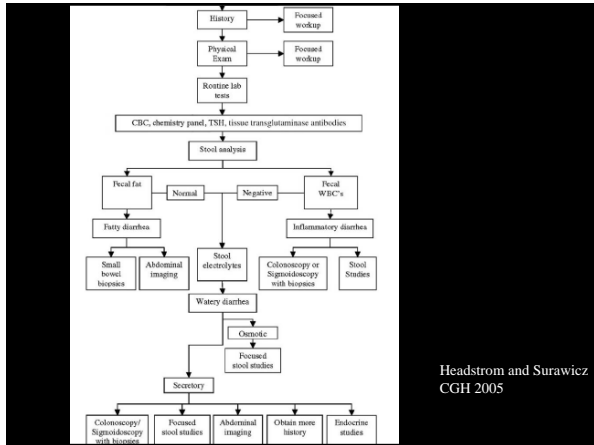 History
Focused
workup
Physical
Exam
Focused
workup
Routine lab
tests
CBC, chemistry panel, TSH, tissue transglutaminase antibodies
Stool analysis
Fecal fat
Normal
Negative
Fecal
WBC's
Fatty diarrhea
Inflammatory diarrhea
Small
bowel
biopsies
Abdominal
imaging
Stool
electrolytes
Colonoscopy or
Sigmoidoscopy
with biopsies
Stool
Studies
Watery diarrhea
Osmotic
Focused
stool studies
Secretory
Colonoscopy/
Sigmoidoscopy
with biopsies
Focused
stool studies
Abdominal
imaging
Obtain more
history
Endocrine
studies
Headstrom and Surawicz
CGH 2005